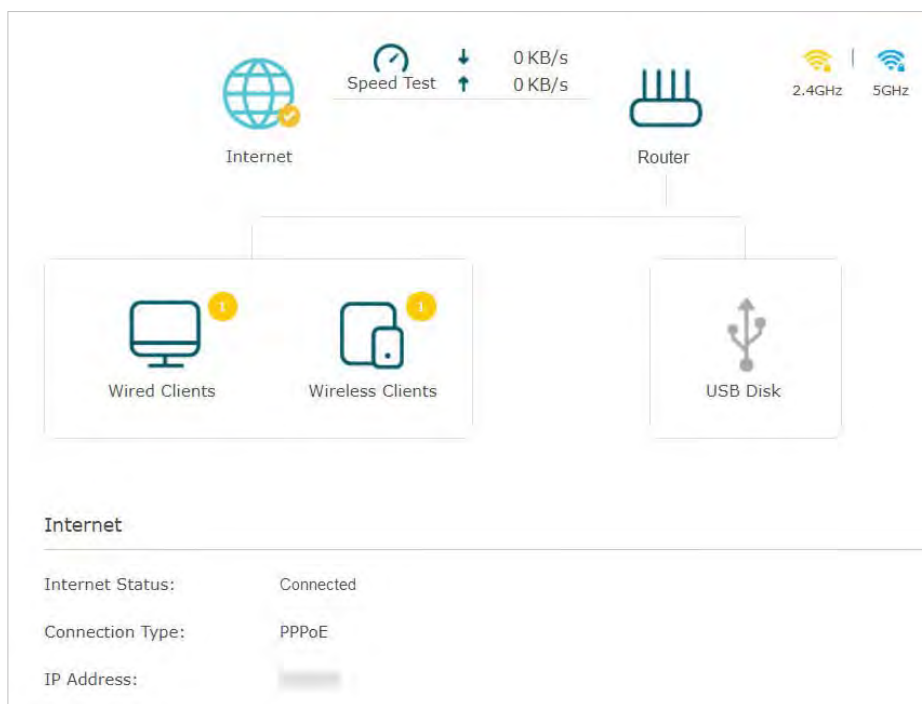 Speed Test ↓ 0 KB/s
↑ 0 KB/s
2.4GHz | 5GHz
Internet
Router
1
1
Wired Clients
Wireless Clients
USB Disk
Internet
Internet Status: Connected
Connection Type: PPPoE
IP Address: